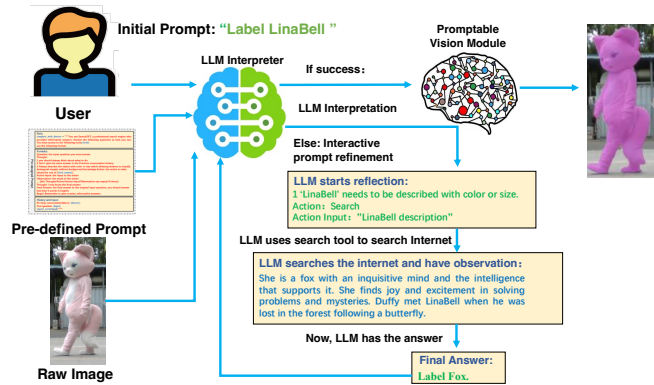 Initial Prompt: “Label LinaBell ”
LLM Interpreter
If success:
Promptable
Vision Module
User
LLM Interpretation
Else: Interactive
prompt refinement
LLM starts reflection:
1 ‘LinaBell’ needs to be described with color or size.
Action: Search
Action Input: ”LinaBell description”
Pre-defined Prompt
LLM uses search tool to search Internet
LLM searches the internet and have observation:
She is a fox with an inquisitive mind and the intelligence
that supports it. She finds joy and excitement in solving
problems and mysteries. Duffy met LinaBell when he was
lost in the forest following a butterfly.
Now, LLM has the answer
Final Answer:
Label Fox.
Raw Image